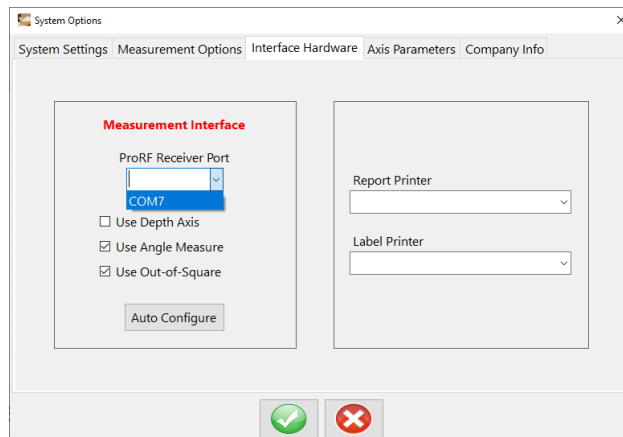 System Options
System Settings Measurement Options Interface Hardware Axis Parameters Company Info
Measurement Interface
ProRF Receiver Port
COM7
Use Depth Axis
Use Angle Measure
Use Out-of-Square
Auto Configure
Report Printer
Label Printer